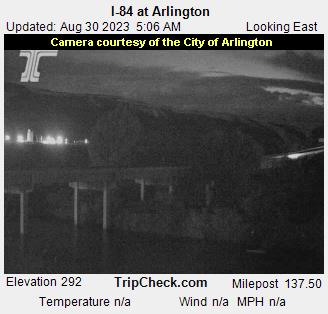 I-84 at Arlington
Updated: Aug 30 2023 5:06 AM Looking East
Camera courtesy of the City of Arlington
Elevation 292 TripCheck.com Milepost 137.50
Temperature n/a Wind n/a MPH n/a